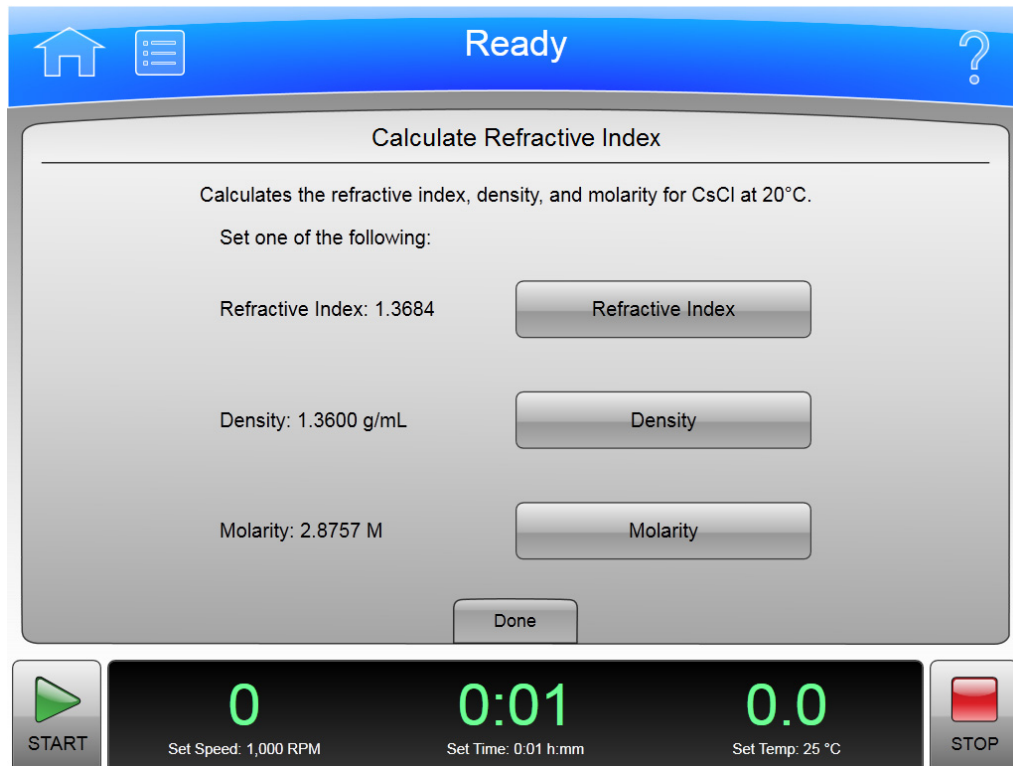 Ready
Calculate Refractive Index
Calculates the refractive index, density, and molarity for CsCl at 20°C.
Set one of the following:
Refractive Index: 1.3684
Refractive Index
Density: 1.3600 g/mL
Density
Molarity: 2.8757 M
Molarity
Done
START
0
Set Speed: 1,000 RPM
0:01
Set Time: 0:01 h:mm
0.0
Set Temp: 25 °C
STOP